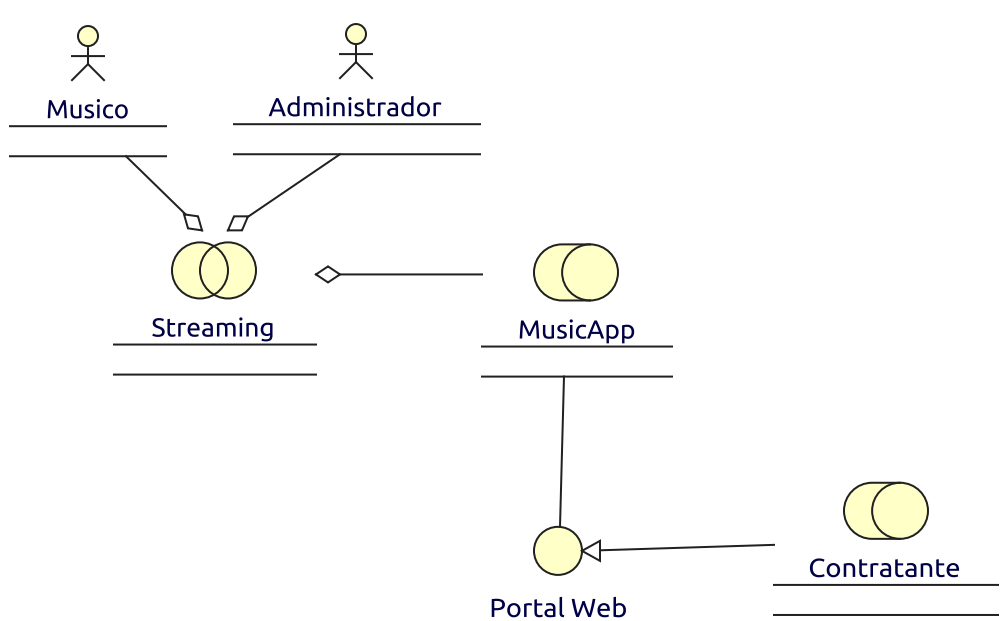 Musico
Administrador
Streaming
MusicApp
Contratante
Portal Web